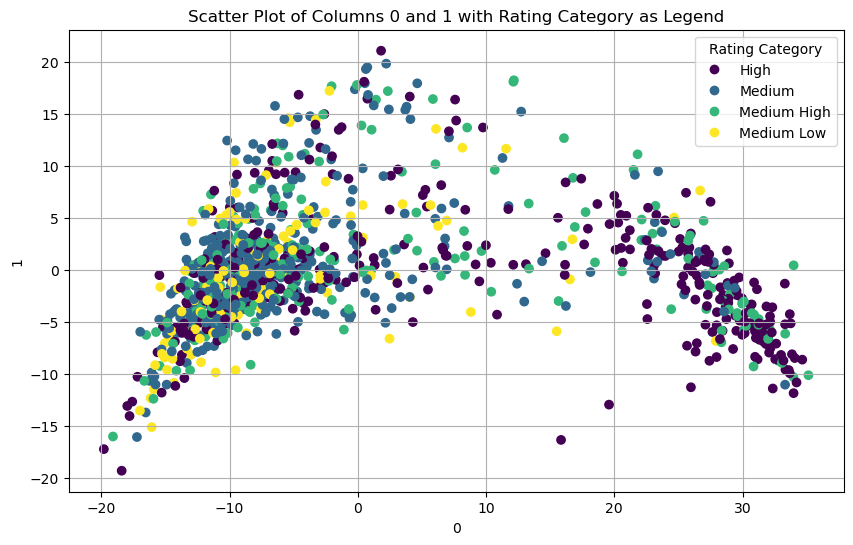 Scatter Plot of Columns 0 and 1 with Rating Category as Legend
Rating Category
High
Medium
Medium High
Medium Low
20
15
10
5
0
−5
−10
−15
−20
1
−20
−10
0
10
20
30
0